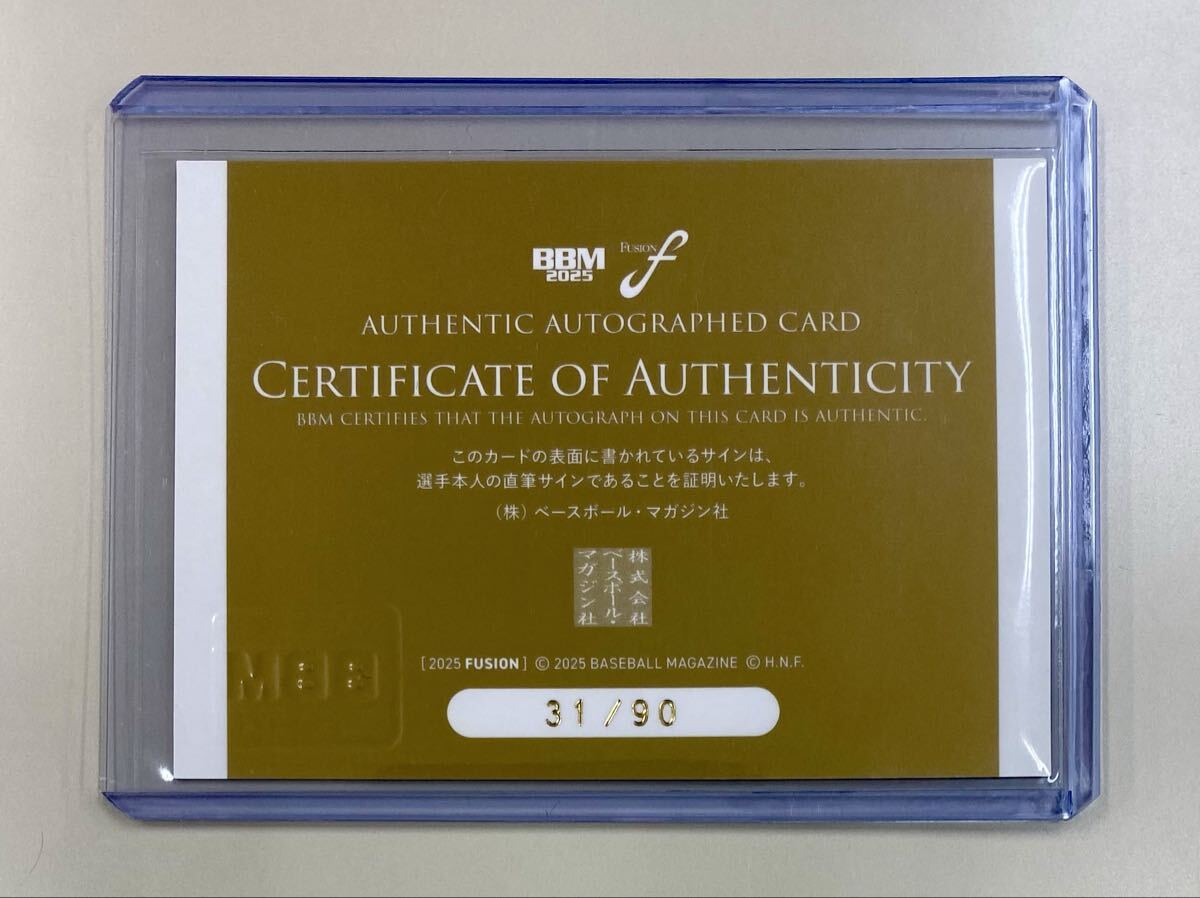 BBM
2025
FUSION f
AUTHENTIC AUTOGRAPHED CARD
CERTIFICATE OF AUTHENTICITY
BBM CERTIFIES THAT THE AUTOGRAPH ON THIS CARD IS AUTHENTIC.
このカードの表面に書かれているサインは、
選手本人の直筆サインであることを証明いたします。
（株）ベースボール・マガジン社
株式会社
ベースボール・
マガジン社
[2025 FUSION] © 2025 BASEBALL MAGAZINE © H.N.F.
31/90